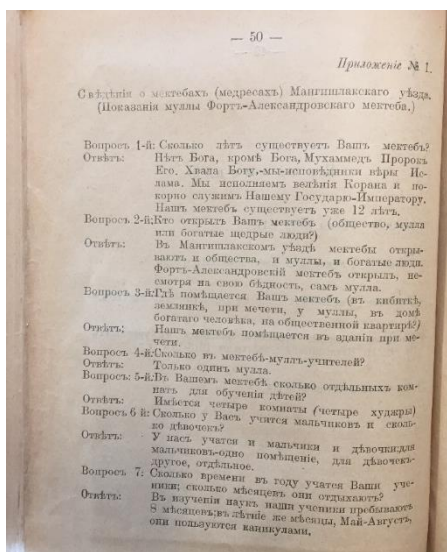 — 50 —
Приложеніе № 1.
Свѣдѣнія о мектебахъ (медресахъ) Мангишлакскаго уѣзда.
(Показанія муллы Фортъ-Александровскаго мектеба.)
Вопросъ 1-й: Сколько лѣтъ существуетъ Вашъ мектебъ?
Отвѣтъ: Нѣтъ Бога, кромѣ Бога, Мухаммедъ Пророкъ
Его. Хвала Богу,-мы-исповѣдники вѣры Ис-
лама. Мы исполняемъ велѣнія Корана и по-
корно служимъ Нашему Государю-Императору.
Нашъ мектебъ существуетъ уже 12 лѣтъ.
Вопросъ 2-й: Кто открылъ Вашъ мектебъ (общество, мулла
или богатые щедрые люди?)
Отвѣтъ: Въ Мангишлакскомъ уѣздѣ мектебы откры-
ваютъ и общества, и муллы, и богатые люди.
Фортъ-Александровскій мектебъ открылъ, не-
смотря на свою бѣдность, самъ мулла.
Вопросъ 3-й: Гдѣ помѣщается Вашъ мектебъ (въ кибиткѣ,
землянкѣ, при мечети, у муллы, въ домѣ
богатаго человѣка, на общественной квартирѣ?)
Отвѣтъ; Нашъ мектебъ помѣщается въ зданіи при ме-
чети.
Вопросъ 4-й: Сколько въ мектебѣ-муллъ-учителей?
Отвѣтъ: Только одинъ мулла.
Вопросъ: 5-й: Въ Вашемъ мектебѣ сколько отдѣльныхъ ком-
натъ для обученія дѣтей?
Отвѣтъ: Имѣется четыре комнаты (четыре худжры)
Вопросъ 6 й: Сколько у Васъ учится мальчиковъ и сколь-
ко дѣвочекъ?
Отвѣтъ: У насъ учатся и мальчики и дѣвочки: для
мальчиковъ-одно помѣщеніе, для дѣвочекъ-
другое, отдѣльное.
Вопросъ 7: Сколько времени въ году учатся Ваши уче-
ники; сколько мѣсяцевъ они отдыхаютъ?
Отвѣтъ: Въ наученіи наукъ наши ученики пребываютъ
8 мѣсяцевъ; въ лѣтніе же мѣсяцы, Май-Августъ,
они пользуются каникулами.